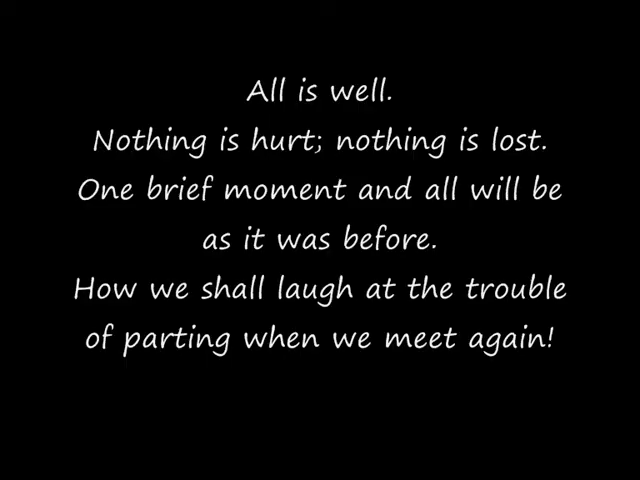 All is well.
Nothing is hurt; nothing is lost.
One brief moment and all will be
as it was before.
How we shall laugh at the trouble
of parting when we meet again!